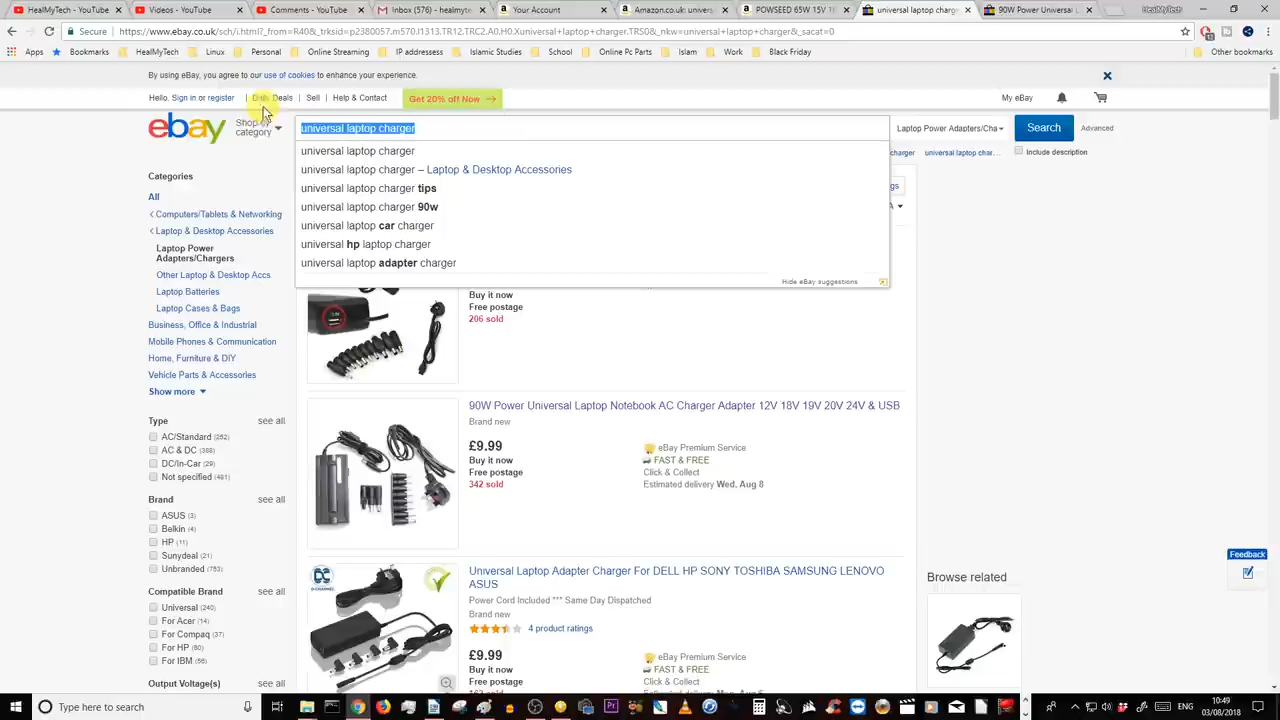 HealMyTech - YouTube
Videos - YouTube
Comments - YouTube
Inbox (576) - healmyte
Your Account
Amazon.co.uk: univers
POWSEED 65W 15V 18
universal laptop charge
90W Power Universal L
HealMyTech
Secure
https://www.ebay.co.uk/sch/i.html?_from=R40&_trksid=p2380057.m570.l1313.TR12.TRC2.A0.H0.Xuniversal+laptop+charger.TRS0&_nkw=universal+laptop+charger&_sacat=0
Apps
Bookmarks
HealMyTech
Linux
Personal
IP addresses
Islamic Studies
School
Online Pc Parts
Islam
Work
Black Friday
Other bookmarks
By using eBay, you agree to our use of cookies to enhance your experience.
Hello. Sign in or register
Daily Deals
Sell
Help & Contact
Get 20% off Now
My eBay
ebay
Shop by
category
universal laptop charger
Laptop Power Adapters/Cha
Search
Advanced
charger
universal laptop char...
Include description
universal laptop charger
universal laptop charger – Laptop & Desktop Accessories
universal laptop charger tips
universal laptop charger 90w
universal laptop car charger
universal hp laptop charger
universal laptop adapter charger
Hide eBay suggestions
Categories
All
Computers/Tablets & Networking
Laptop & Desktop Accessories
Laptop Power
Adapters/Chargers
Other Laptop & Desktop Accs
Laptop Batteries
Laptop Cases & Bags
Business, Office & Industrial
Mobile Phones & Communication
Home, Furniture & DIY
Vehicle Parts & Accessories
Show more
Type
see all
AC/Standard (262)
AC & DC (388)
DC/In-Car (29)
Not specified (491)
Brand
see all
ASUS (3)
Belkin (4)
HP (11)
Sunydeal (21)
Unbranded (753)
Compatible Brand
see all
Universal (240)
For Acer (14)
For Compaq (37)
For HP (80)
For IBM (56)
Output Voltage(s)
see all
Buy it now
Free postage
206 sold
90W Power Universal Laptop Notebook AC Charger Adapter 12V 18V 19V 20V 24V & USB
Brand new
£9.99
Buy it now
Free postage
342 sold
eBay Premium Service
FAST & FREE
Click & Collect
Estimated delivery Wed. Aug 8
Universal Laptop Adapter Charger For DELL HP SONY TOSHIBA SAMSUNG LENOVO
ASUS
Power Cord Included *** Same Day Dispatched
Brand new
4 product ratings
£9.99
Buy it now
Free postage
eBay Premium Service
FAST & FREE
Click & Collect
Feedback
Browse related
Type here to search
ENG
10:49
03/08/2018